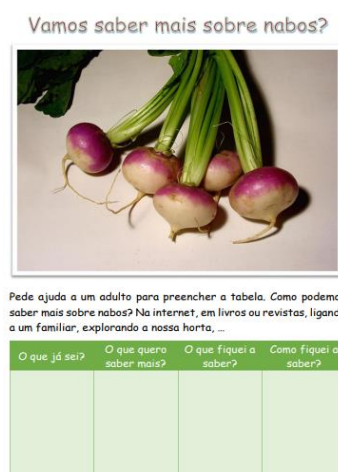 Vamos saber mais sobre nabos?
Pede ajuda a um adulto para preencher a tabela. Como podemo
saber mais sobre nabos? Na internet, em livros ou revistas, ligand
a um familiar, explorando a nossa horta, ...
O que já sei?
O que quero
saber mais?
O que fiquei a
saber?
Como fiquei a
saber?